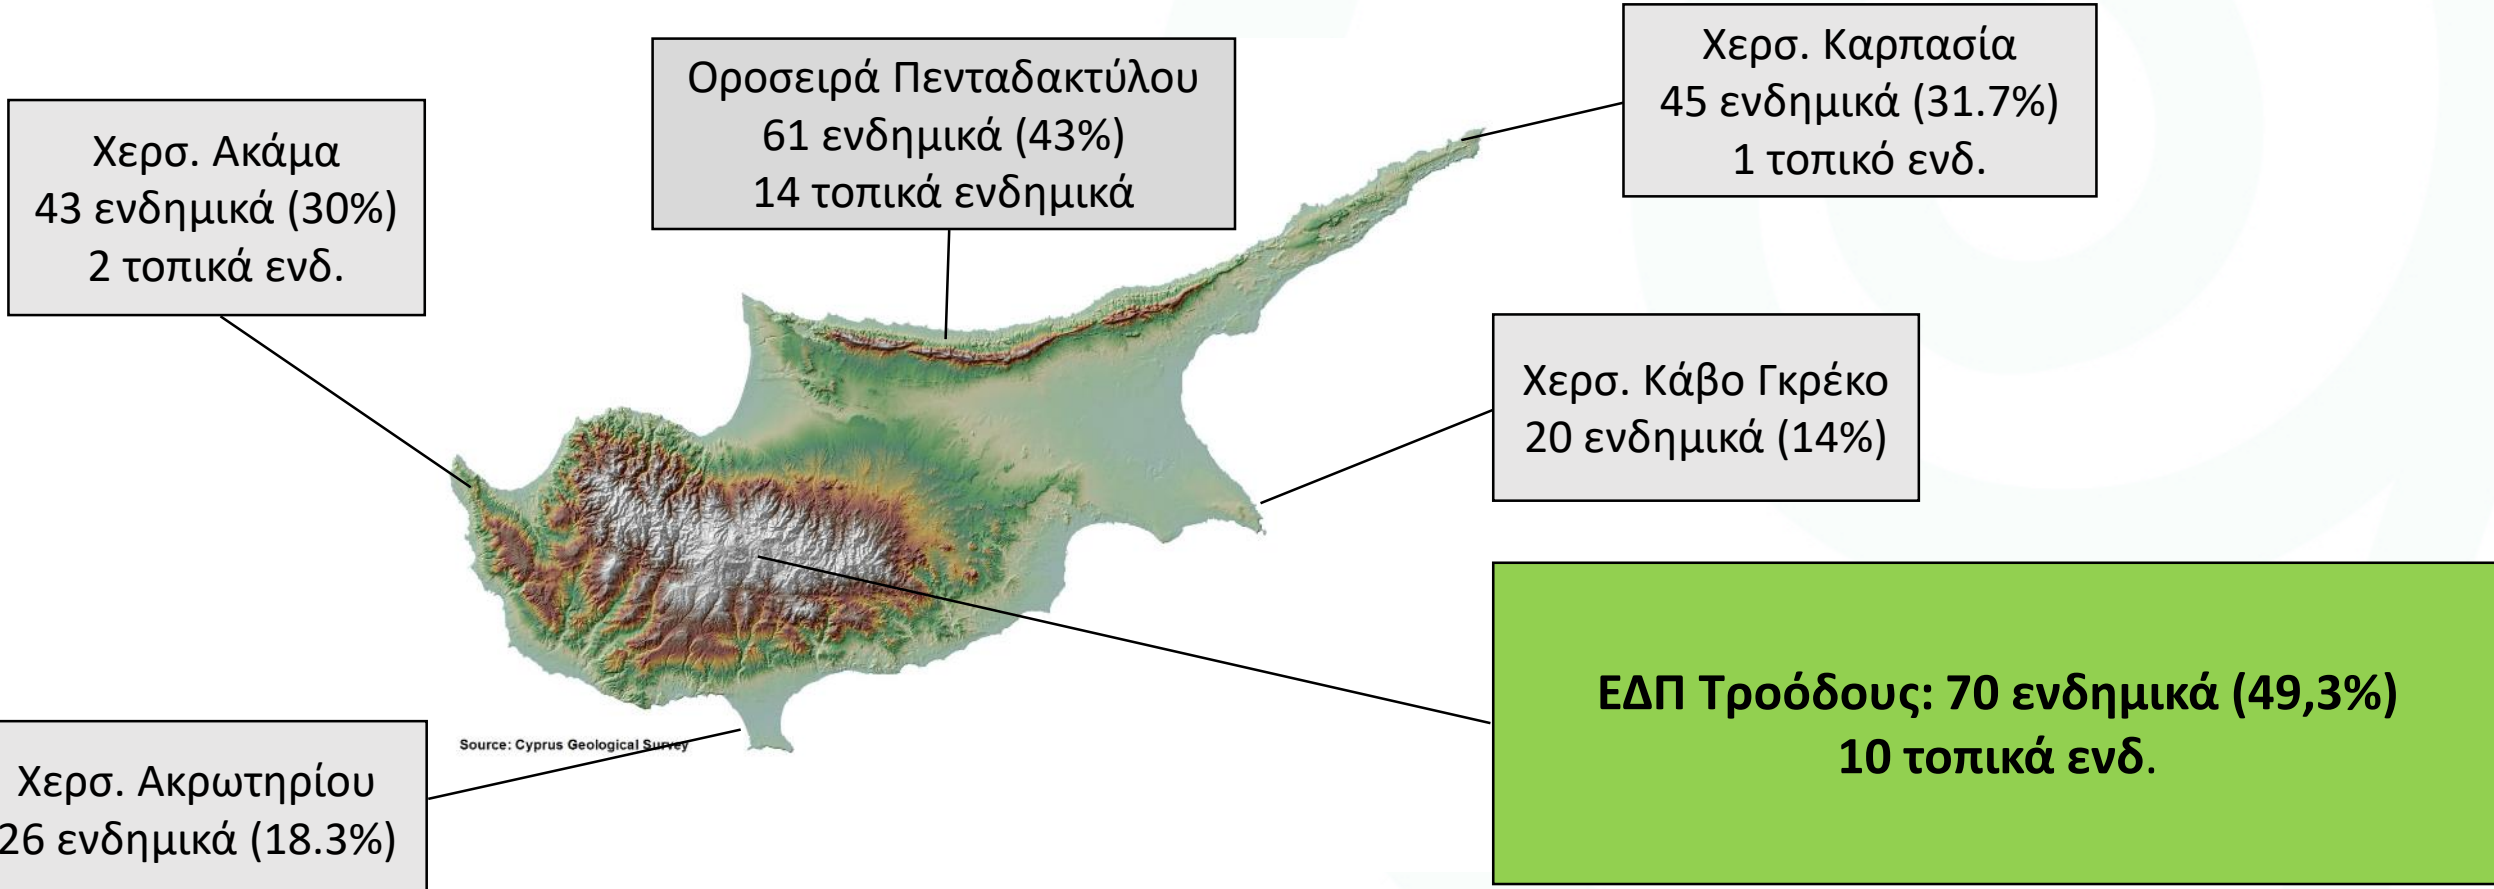 Χερσ. Καρπασία
45 ενδημικά (31.7%)
1 τοπικό ενδ.
Οροσειρά Πενταδακτύλου
61 ενδημικά (43%)
14 τοπικά ενδημικά
Χερσ. Ακάμα
43 ενδημικά (30%)
2 τοπικά ενδ.
Χερσ. Κάβο Γκρέκο
20 ενδημικά (14%)
ΕΔΠ Τροόδους: 70 ενδημικά (49,3%)
10 τοπικά ενδ.
Source: Cyprus Geological Survey
Χερσ. Ακρωτηρίου
26 ενδημικά (18.3%)